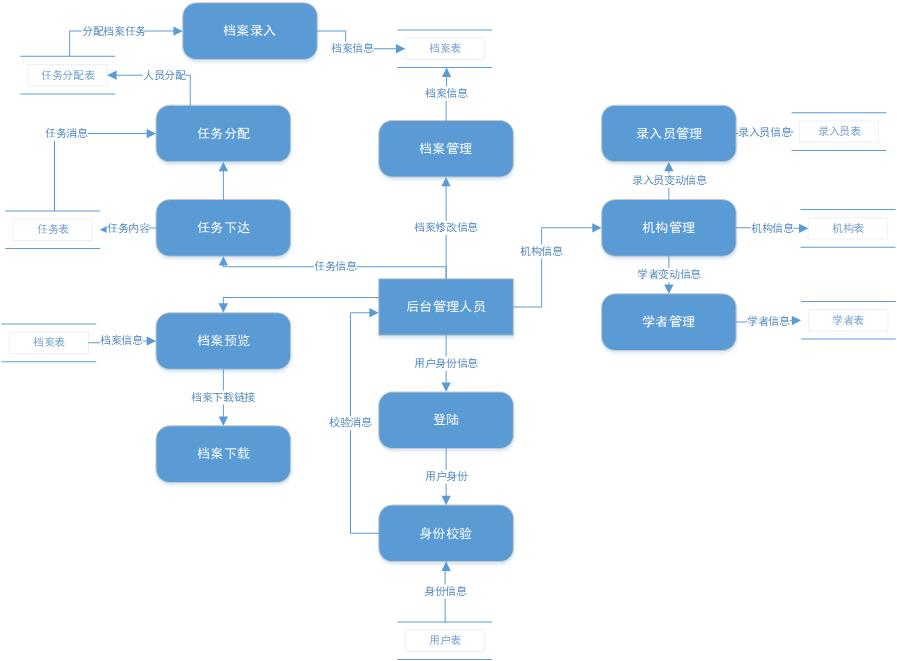 档案录入
分配档案任务
档案信息
档案表
任务分配表
人员分配
档案信息
任务消息
任务分配
档案管理
录入员管理
录入员信息
录入员表
录入员变动信息
任务表
任务内容
任务下达
档案修改信息
机构信息
机构管理
机构信息
机构表
任务信息
学者变动信息
后台管理人员
学者管理
学者信息
学者表
档案表
档案信息
档案预览
用户身份信息
档案下载链接
校验消息
登陆
档案下载
用户身份
身份校验
身份信息
用户表